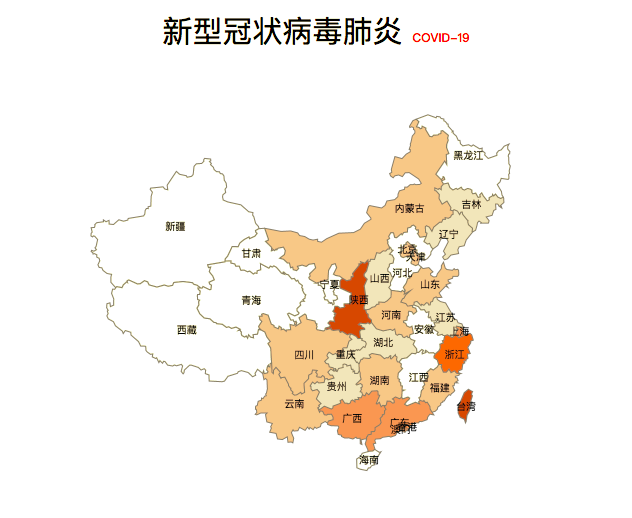 新型冠状病毒肺炎 COVID-19
黑龙江
吉林
内蒙古
新疆
辽宁
甘肃
北京
天津
河北
山西
宁夏
山东
青海
陕西
河南
江苏
西藏
安徽
上海
湖北
四川
重庆
浙江
湖南
江西
贵州
福建
云南
台湾
广西
广东
香港
澳门
海南